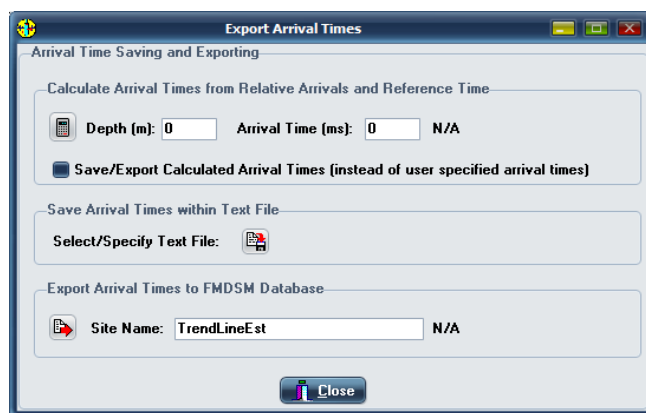 Export Arrival Times
Arrival Time Saving and Exporting
Calculate Arrival Times from Relative Arrivals and Reference Time
Depth (m): 0 Arrival Time (ms): 0 N/A
Save/Export Calculated Arrival Times (instead of user specified arrival times)
Save Arrival Times within Text File
Select/Specify Text File:
Export Arrival Times to FMDSM Database
Site Name: TrendLineEst N/A
Close